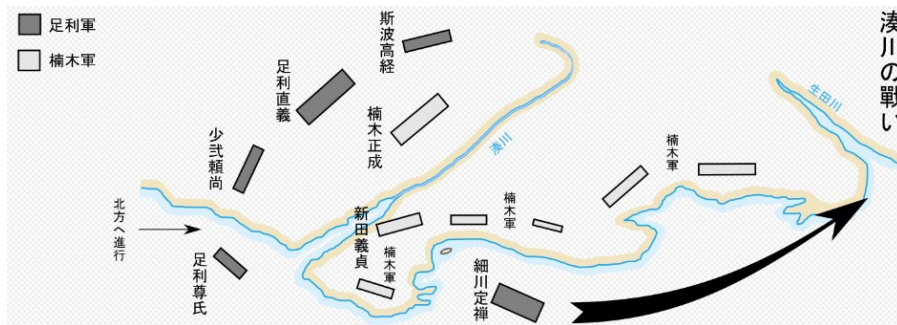 足利軍
楠木軍
湊川の戰い
斯波高経
足利直義
楠木正成
少弐頼尚
湊川
生田川
楠木軍
楠木軍
新田義貞
楠木軍
北方へ進行
足利尊氏
細川定禅